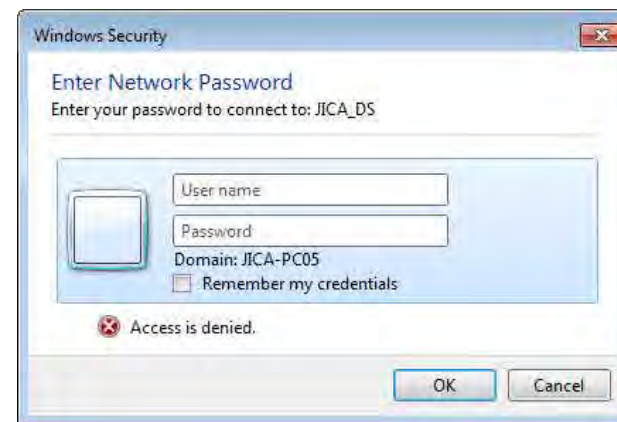 Windows Security
Enter Network Password
Enter your password to connect to: JICA_DS
User name
Password
Domain: JICA-PC05
Remember my credentials
Access is denied.
OK
Cancel